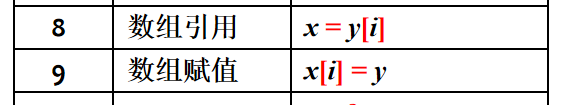 8 数组引用 x = y[i]
9 数组赋值 x[i] = y